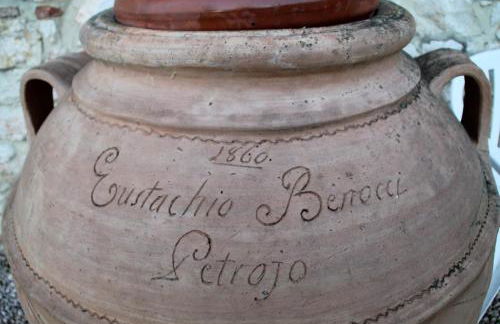 1860.
Eustachio Benocci
Petrojo